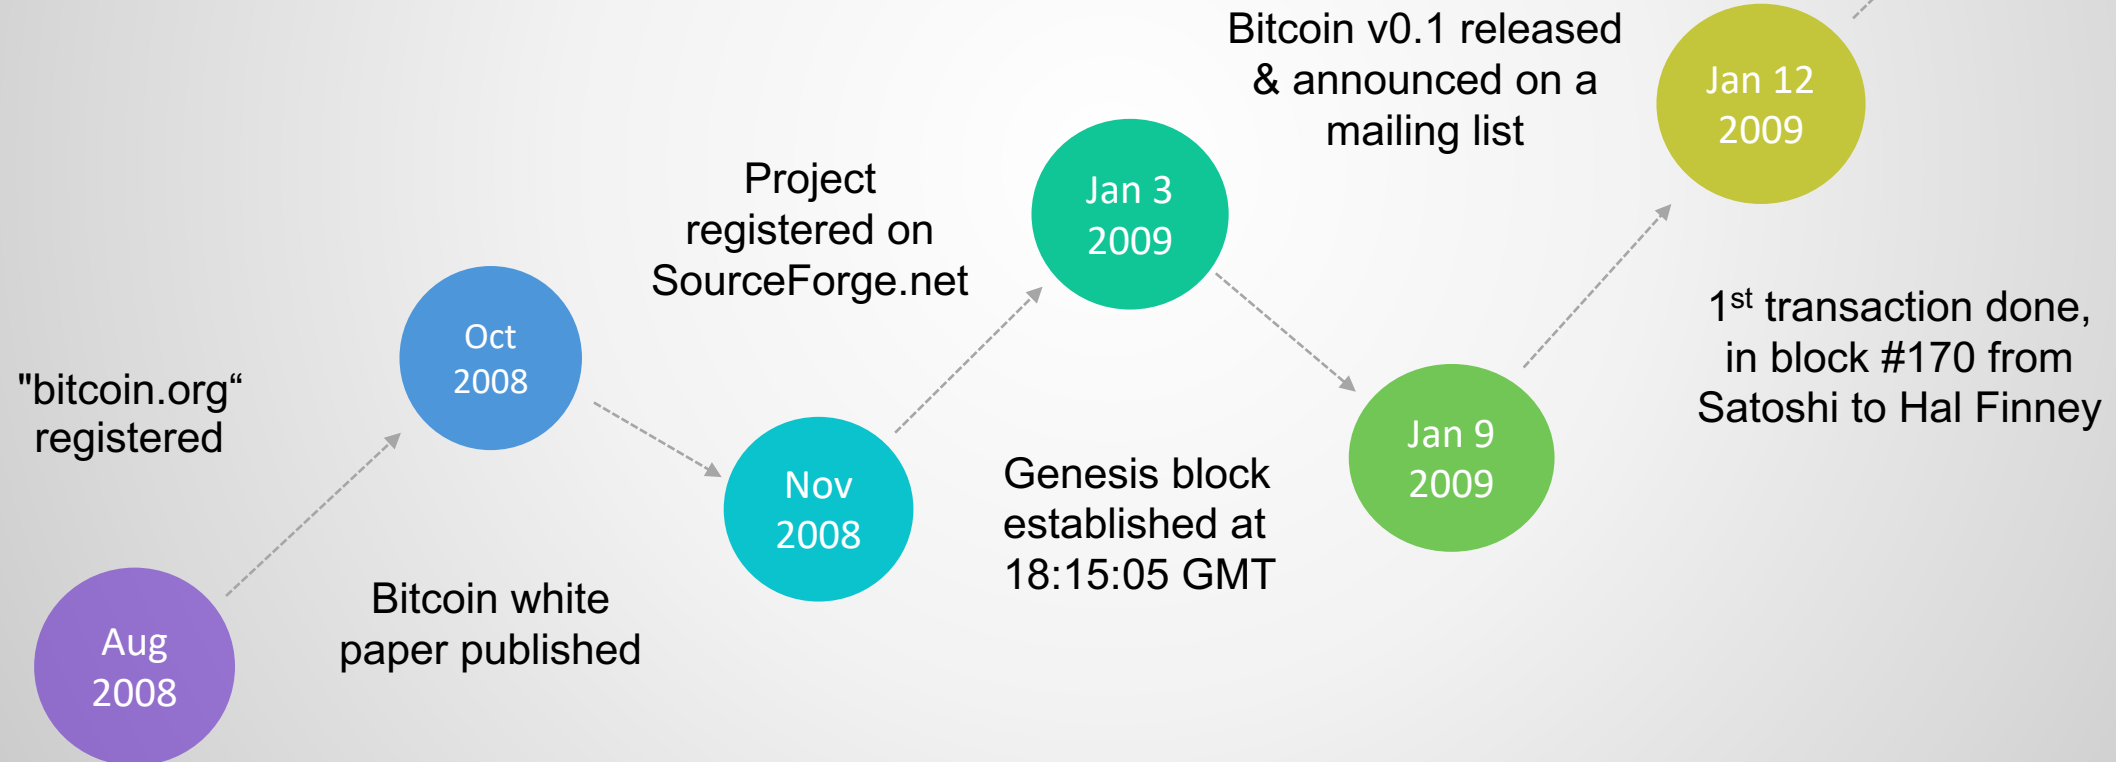 "bitcoin.org“
registered
Aug
2008
Oct
2008
Bitcoin white
paper published
Project
registered on
SourceForge.net
Nov
2008
Jan 3
2009
Genesis block
established at
18:15:05 GMT
Bitcoin v0.1 released
& announced on a
mailing list
Jan 9
2009
Jan 12
2009
1st transaction done,
in block #170 from
Satoshi to Hal Finney